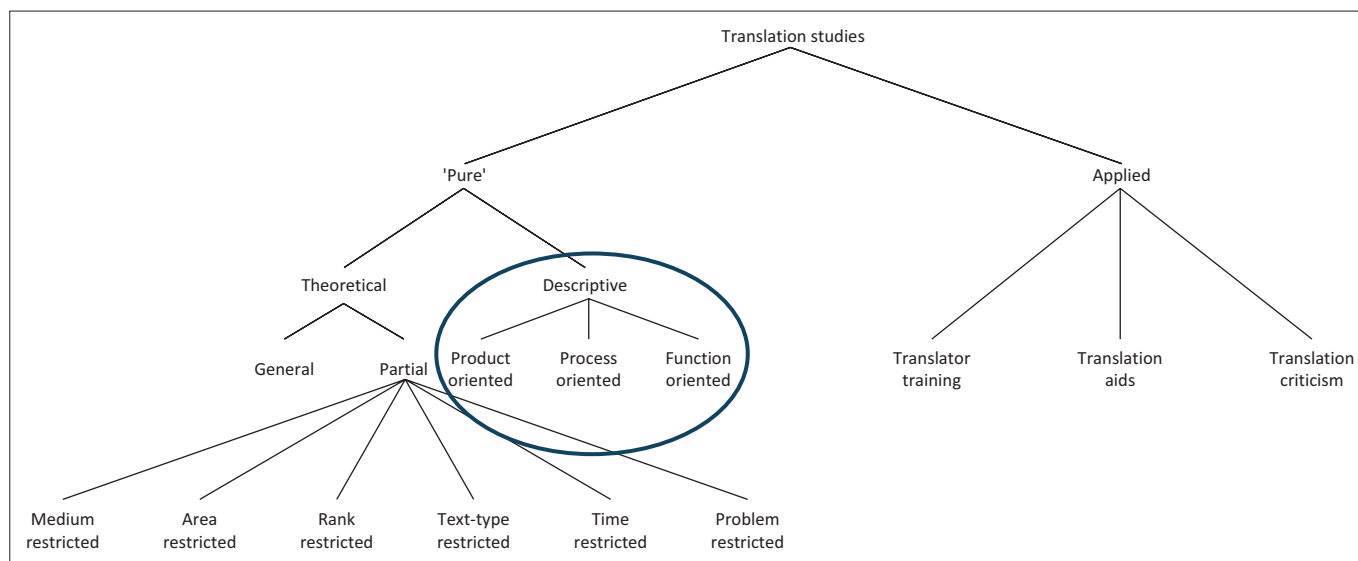 Translation studies
'Pure'
Applied
Theoretical
Descriptive
General
Partial
Product
oriented
Process
oriented
Function
oriented
Translator
training
Translation
aids
Translation
criticism
Medium
restricted
Area
restricted
Rank
restricted
Text-type
restricted
Time
restricted
Problem
restricted